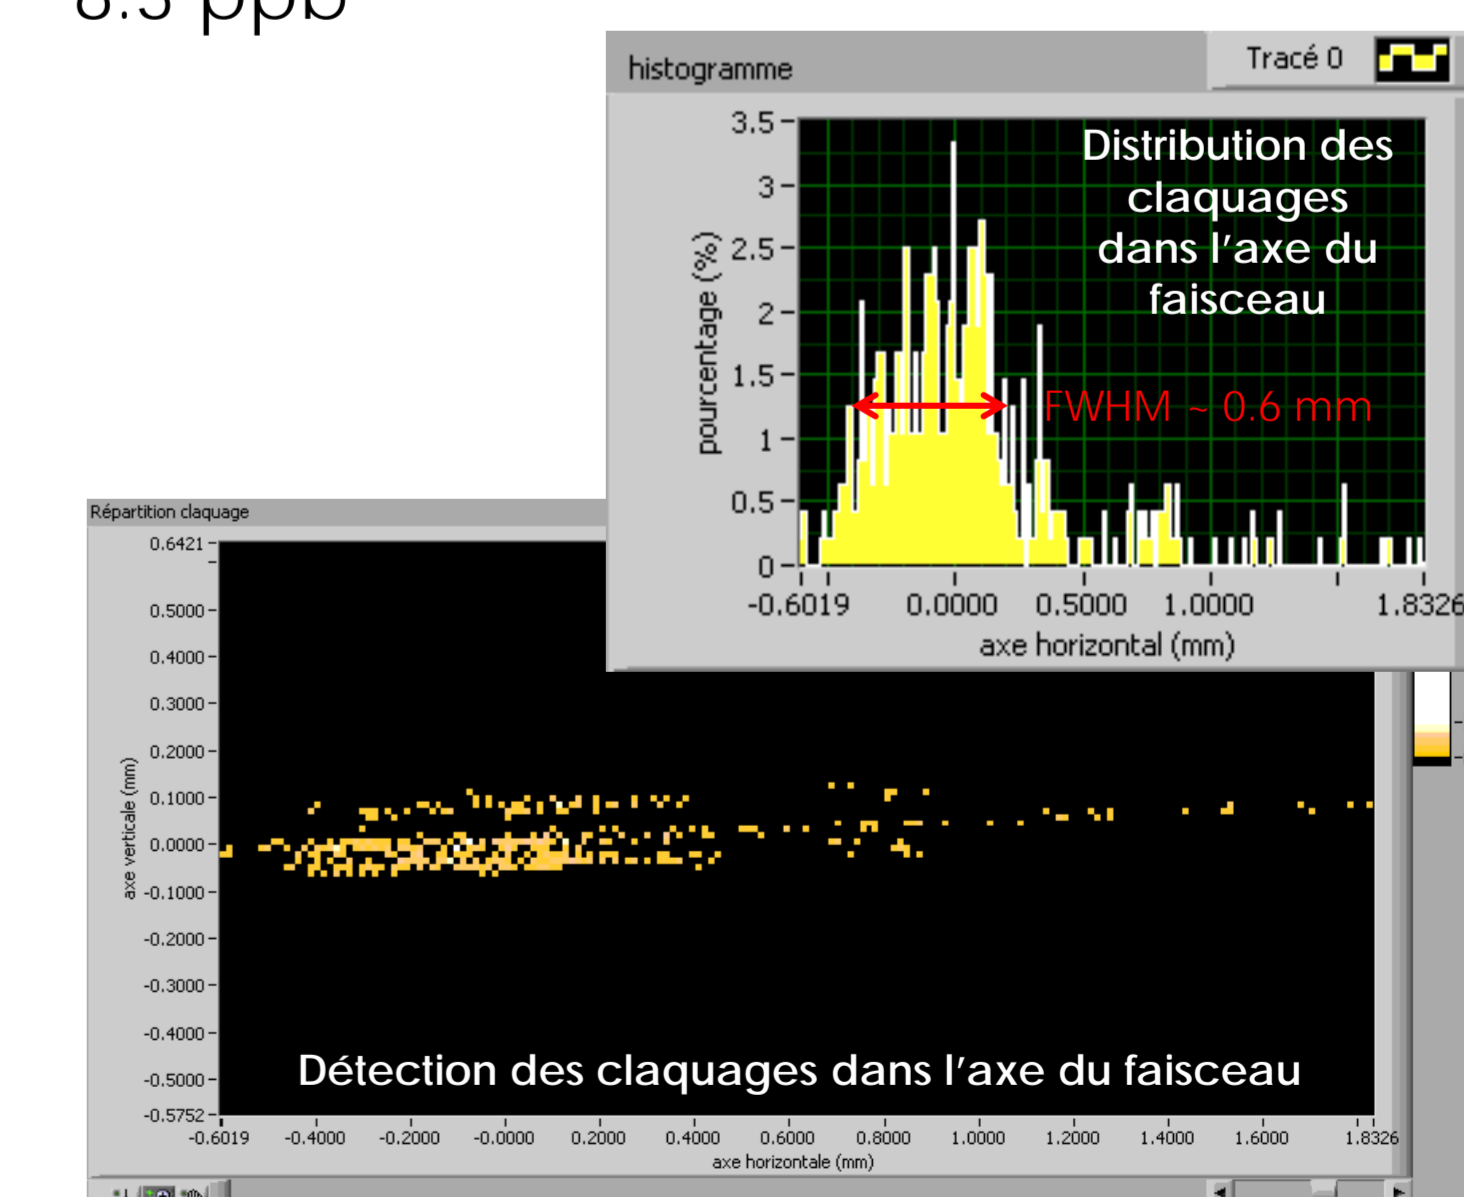 8.5 ppb
histogramme
Tracé 0
3.5
3
2.5
2
1.5
1
0.5
0
pourcentage (%)
Distribution des
claquages
dans l'axe du
faisceau
FWHM ~ 0.6 mm
-0.6019 0.0000 0.5000 1.0000 1.8326
axe horizontal (mm)
Répartition claquage
0.6421
0.5000
0.4000
0.3000
0.2000
0.1000
0.0000
-0.1000
-0.2000
-0.3000
-0.4000
-0.5000
-0.5752
axe verticale (mm)
Détection des claquages dans l'axe du faisceau
-0.6019 -0.4000 -0.2000 -0.0000 0.2000 0.4000 0.6000 0.8000 1.0000 1.2000 1.4000 1.6000 1.8326
axe horizontale (mm)